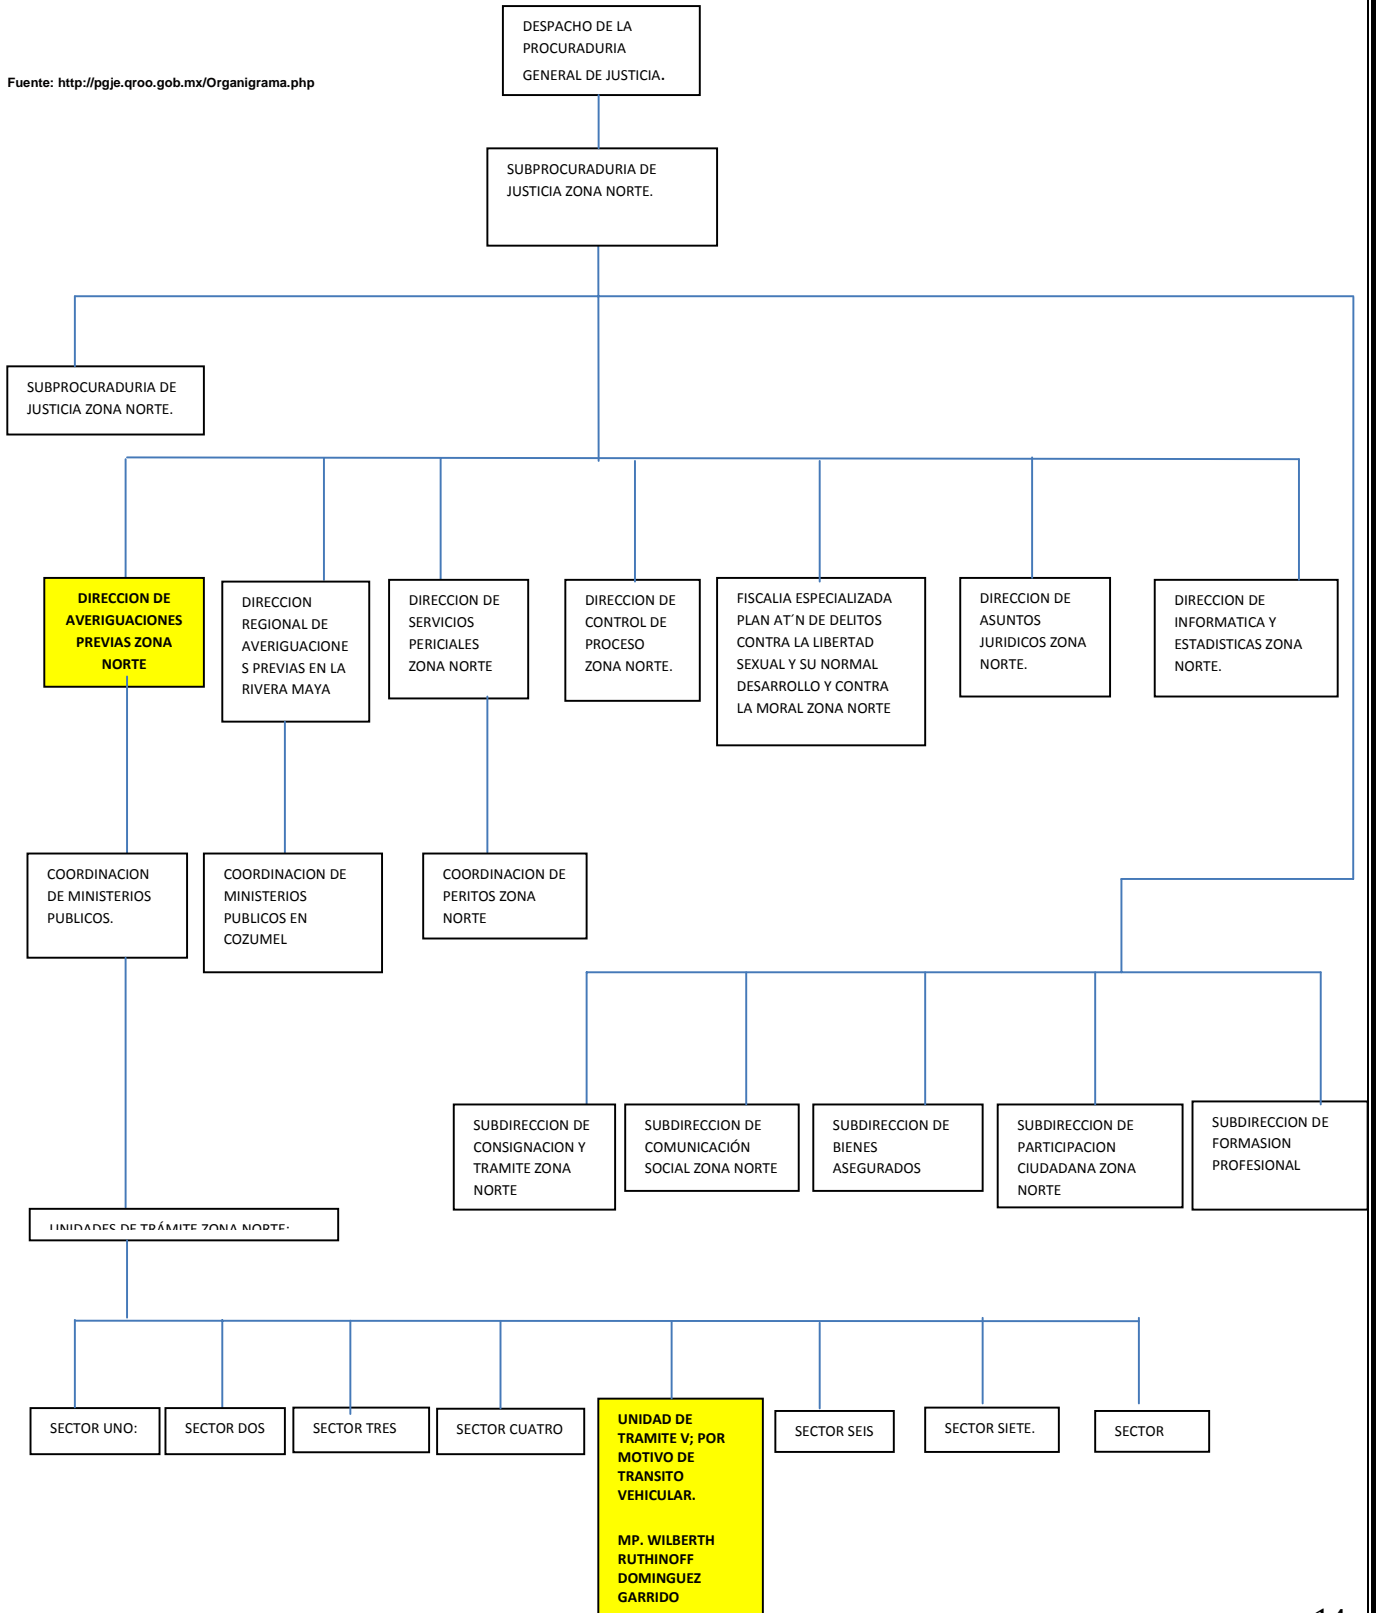 DESPACHO DE LA
PROCURADURIA
GENERAL DE JUSTICIA.
Fuente: http://pgje.qroo.gob.mx/Organigrama.php
SUBPROCURADURIA DE
JUSTICIA ZONA NORTE.
SUBPROCURADURIA DE
JUSTICIA ZONA NORTE.
DIRECCION DE
AVERIGUACIONES
PREVIAS ZONA
NORTE
DIRECCION
REGIONAL DE
AVERIGUACIONE
S PREVIAS EN LA
RIVERA MAYA
DIRECCION DE
SERVICIOS
PERICIALES
ZONA NORTE
DIRECCION DE
CONTROL DE
PROCESO
ZONA NORTE.
FISCALIA ESPECIALIZADA
PLAN AT´N DE DELITOS
CONTRA LA LIBERTAD
SEXUAL Y SU NORMAL
DESARROLLO Y CONTRA
LA MORAL ZONA NORTE
DIRECCION DE
ASUNTOS
JURIDICOS ZONA
NORTE.
DIRECCION DE
INFORMATICA Y
ESTADISTICAS ZONA
NORTE.
COORDINACION
DE MINISTERIOS
PUBLICOS.
COORDINACION DE
MINISTERIOS
PUBLICOS EN
COZUMEL
COORDINACION DE
PERITOS ZONA
NORTE
SUBDIRECCION DE
CONSIGNACION Y
TRAMITE ZONA
NORTE
SUBDIRECCION DE
COMUNICACIÓN
SOCIAL ZONA NORTE
SUBDIRECCION DE
BIENES
ASEGURADOS
SUBDIRECCION DE
PARTICIPACION
CIUDADANA ZONA
NORTE
SUBDIRECCION DE
FORMASION
PROFESIONAL
UNIDADES DE TRÁMITE ZONA NORTE:
SECTOR UNO:
SECTOR DOS
SECTOR TRES
SECTOR CUATRO
UNIDAD DE
TRAMITE V; POR
MOTIVO DE
TRANSITO
VEHICULAR.
MP. WILBERTH
RUTHINOFF
DOMINGUEZ
GARRIDO
SECTOR SEIS
SECTOR SIETE.
SECTOR